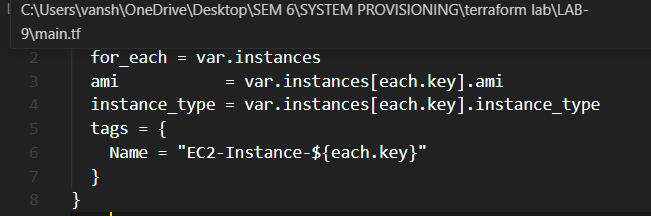 C:\Users\vansh\OneDrive\Desktop\SEM 6\SYSTEM PROVISIONING\terraform lab\LAB-
9\main.tf
2 for_each = var.instances
3 ami           = var.instances[each.key].ami
4 instance_type = var.instances[each.key].instance_type
5 tags = {
6 Name = "EC2-Instance-${each.key}"
7 }
8 }